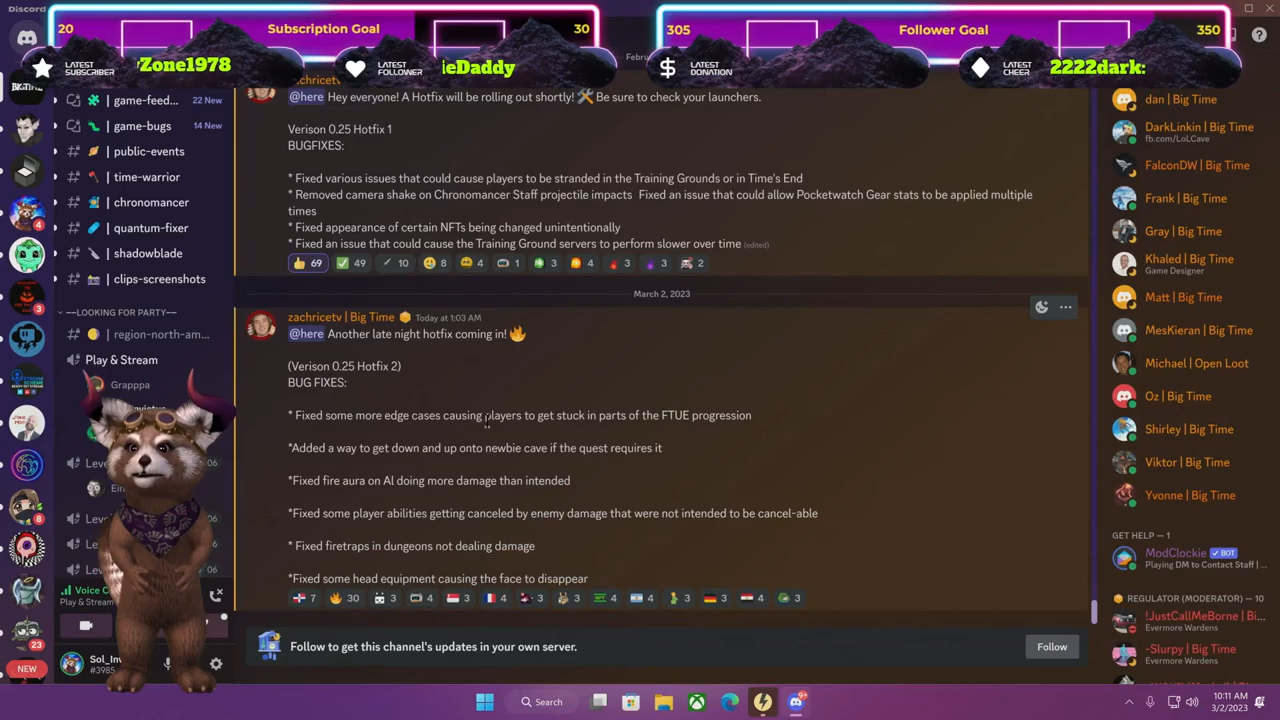 Discord
20
Subscription Goal
30
305
Follower Goal
350
LATEST
SUBSCRIBER
Zone1978
LATEST
FOLLOWER
ieDaddy
LATEST
DONATION
LATEST
CHEER
2222dark:
| game-feed...
22 New
| game-bugs
14 New
| public-events
| time-warrior
| chronomancer
| quantum-fixer
| shadowblade
| clips-screenshots
--LOOKING FOR PARTY--
| region-north-am...
Play & Stream
Grapppa
Voice C
Play & Stream
Sol_Inv
#3985
4
3
8
23
NEW
@here Hey everyone! A Hotfix will be rolling out shortly! 🛠 Be sure to check your launchers.
Verison 0.25 Hotfix 1
BUGFIXES:
* Fixed various issues that could cause players to be stranded in the Training Grounds or in Time's End
* Removed camera shake on Chronomancer Staff projectile impacts Fixed an issue that could allow Pocketwatch Gear stats to be applied multiple
times
* Fixed appearance of certain NFTs being changed unintentionally
* Fixed an issue that could cause the Training Ground servers to perform slower over time (edited)
69 49 10 8 4 1 3 4 3 3 2
March 2, 2023
zachricetv | Big Time Today at 1:03 AM
@here Another late night hotfix coming in! 🔥
(Verison 0.25 Hotfix 2)
BUG FIXES:
* Fixed some more edge cases causing players to get stuck in parts of the FTUE progression
*Added a way to get down and up onto newbie cave if the quest requires it
*Fixed fire aura on Al doing more damage than intended
*Fixed some player abilities getting canceled by enemy damage that were not intended to be cancel-able
* Fixed firetraps in dungeons not dealing damage
*Fixed some head equipment causing the face to disappear
7 30 3 4 3 4 3 3 4 4 3 3 4 3
Follow to get this channel's updates in your own server.
Follow
dan | Big Time
DarkLinkin | Big Time
fb.com/LoLCave
FalconDW | Big Time
Frank | Big Time
Gray | Big Time
Khaled | Big Time
Game Designer
Matt | Big Time
MesKieran | Big Time
Michael | Open Loot
Oz | Big Time
Shirley | Big Time
Viktor | Big Time
Yvonne | Big Time
GET HELP — 1
ModClockie BOT
Playing DM to Contact Staff | ...
REGULATOR (MODERATOR) — 10
!JustCallMeBorne | Bi...
Evermore Wardens
-Slurpy | Big Time
Evermore Wardens
Search
9+
10:11 AM
3/2/2023